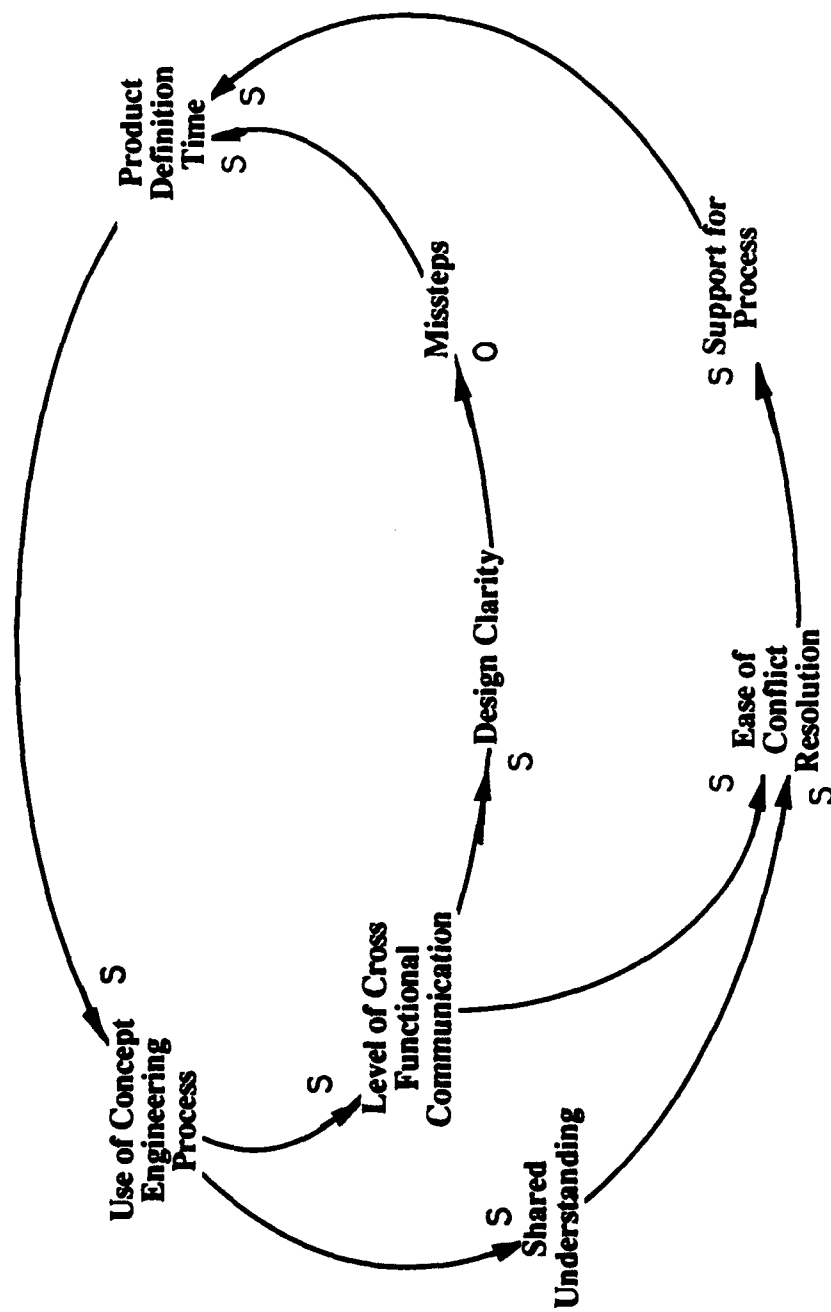 Use of Concept
Engineering
Process
S
S
Level of Cross
Functional
Communication
S
Shared
Understanding
S
Design Clarity
S
Ease of
Conflict
Resolution
S
S
Missteps
O
Support for
Process
S
Product
Definition
Time
S
S